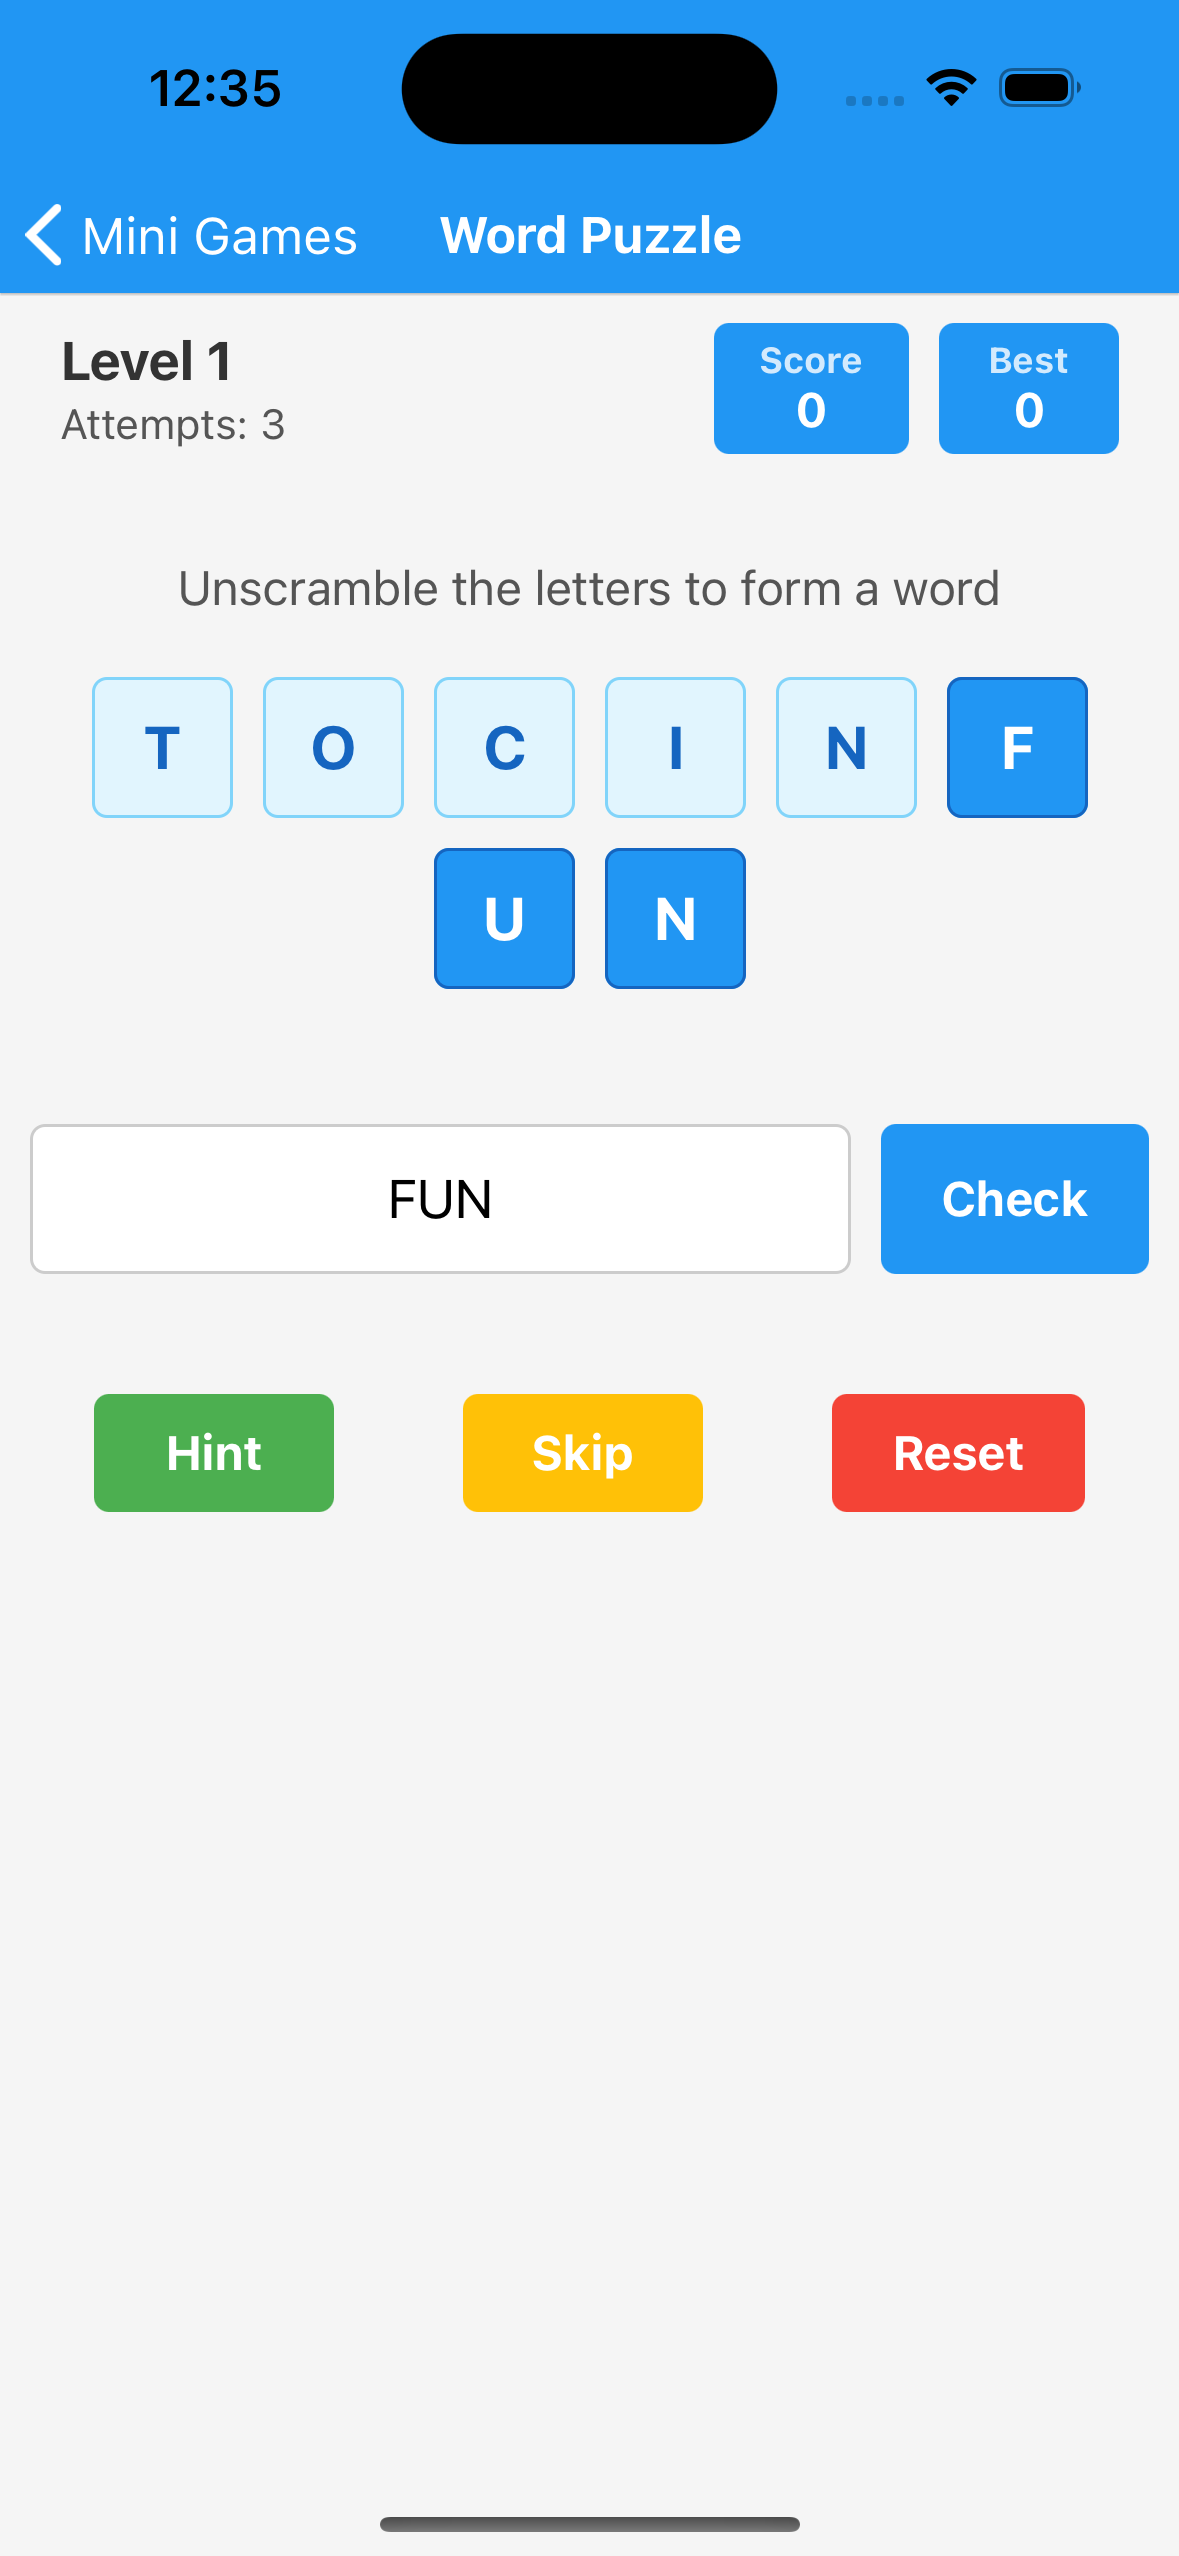 12:35
Mini Games Word Puzzle
Level 1
Attempts: 3
Score
0
Best
0
Unscramble the letters to form a word
T O C I N F
U N
FUN
Check
Hint Skip Reset